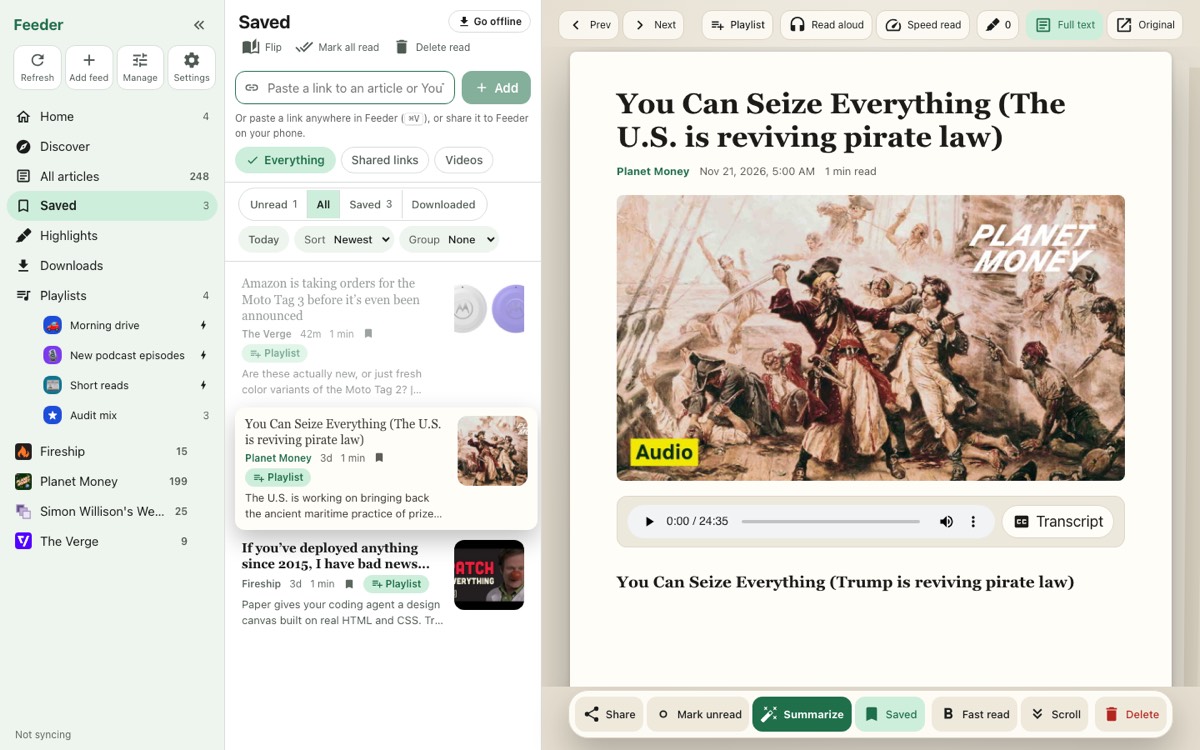 Feeder
Refresh
Add feed
Manage
Settings
Home 4
Discover
All articles 248
Saved 3
Highlights
Downloads
Playlists 4
Morning drive
New podcast episodes
Short reads
Audit mix 3
Fireship 15
Planet Money 199
Simon Willison's We... 25
The Verge 9
Not syncing
Saved
Go offline
Flip
Mark all read
Delete read
Paste a link to an article or You
+ Add
Or paste a link anywhere in Feeder (⌘V), or share it to Feeder
on your phone.
Everything
Shared links
Videos
Unread 1
All
Saved 3
Downloaded
Today
Sort Newest
Group None
Amazon is taking orders for the
Moto Tag 3 before it's even been
announced
The Verge 42m 1 min
Playlist
Are these actually new, or just fresh
color variants of the Moto Tag 2? |...
You Can Seize Everything (The U.S.
is reviving pirate law)
Planet Money 3d 1 min
Playlist
The U.S. is working on bringing back
the ancient maritime practice of prize...
If you've deployed anything
since 2015, I have bad news...
Fireship 3d 1 min Playlist
Paper gives your coding agent a design
canvas built on real HTML and CSS. Tr...
ATCH
VERYTHING
Prev
Next
Playlist
Read aloud
Speed read
0
Full text
Original
You Can Seize Everything (The
U.S. is reviving pirate law)
Planet Money Nov 21, 2026, 5:00 AM 1 min read
PLANET
MONEY
Audio
0:00 / 24:35
CC Transcript
You Can Seize Everything (Trump is reviving pirate law)
Share
Mark unread
Summarize
Saved
B Fast read
Scroll
Delete